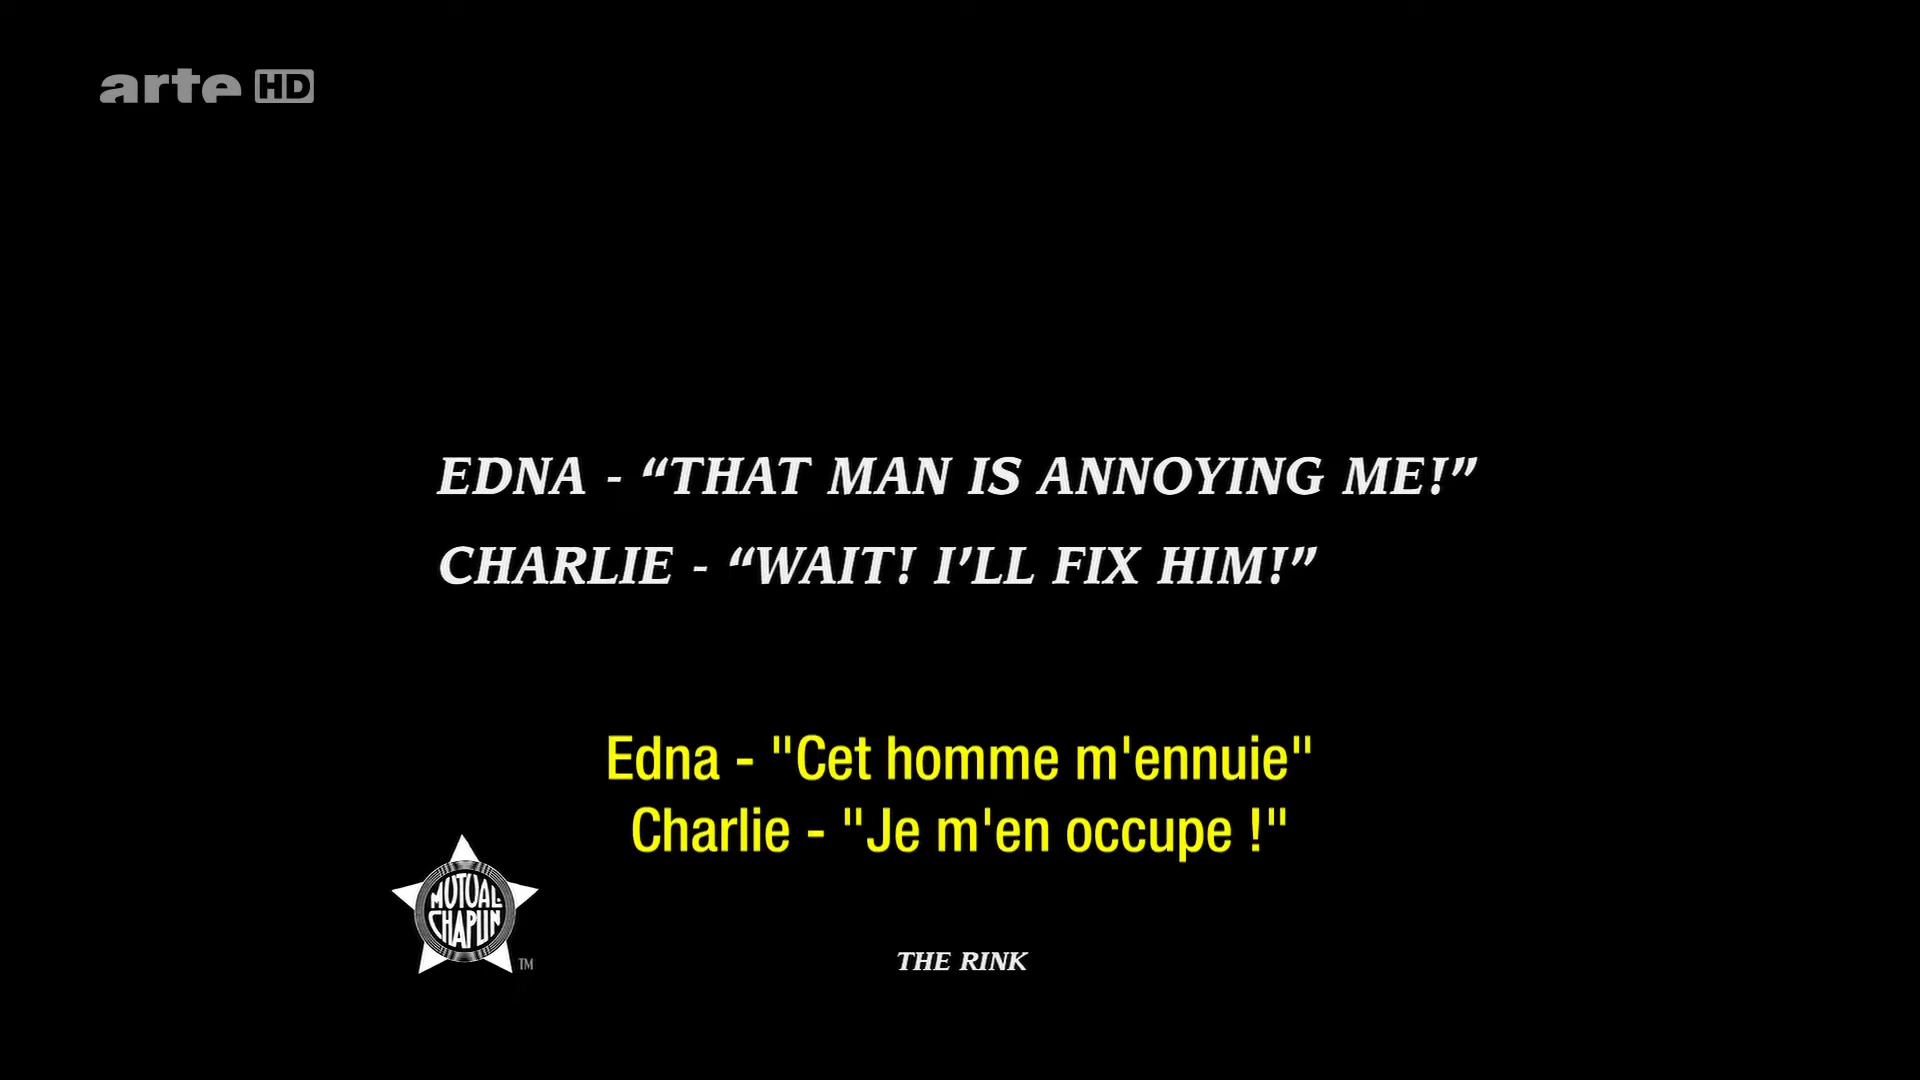 arte HD
EDNA - “THAT MAN IS ANNOYING ME!”
CHARLIE - “WAIT! I’LL FIX HIM!”
Edna - "Cet homme m'ennuie"
Charlie - "Je m'en occupe !"
MUTUAL-
CHAPLIN
TM
THE RINK